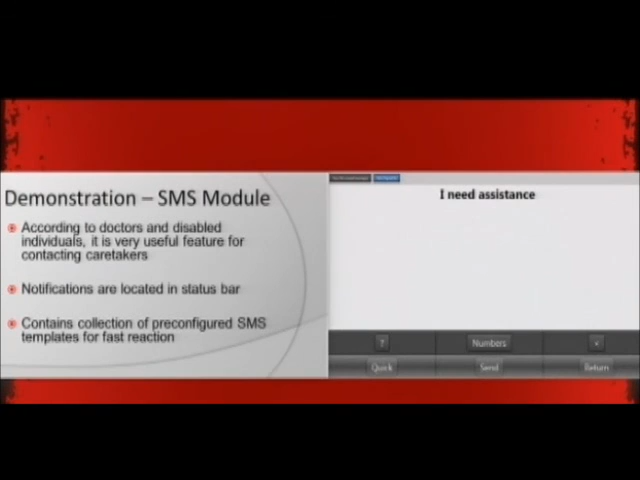 Demonstration – SMS Module
According to doctors and disabled
individuals, it is very useful feature for
contacting caretakers
Notifications are located in status bar
Contains collection of preconfigured SMS
templates for fast reaction
I need assistance
?
Numbers
<
Quick
Send
Return